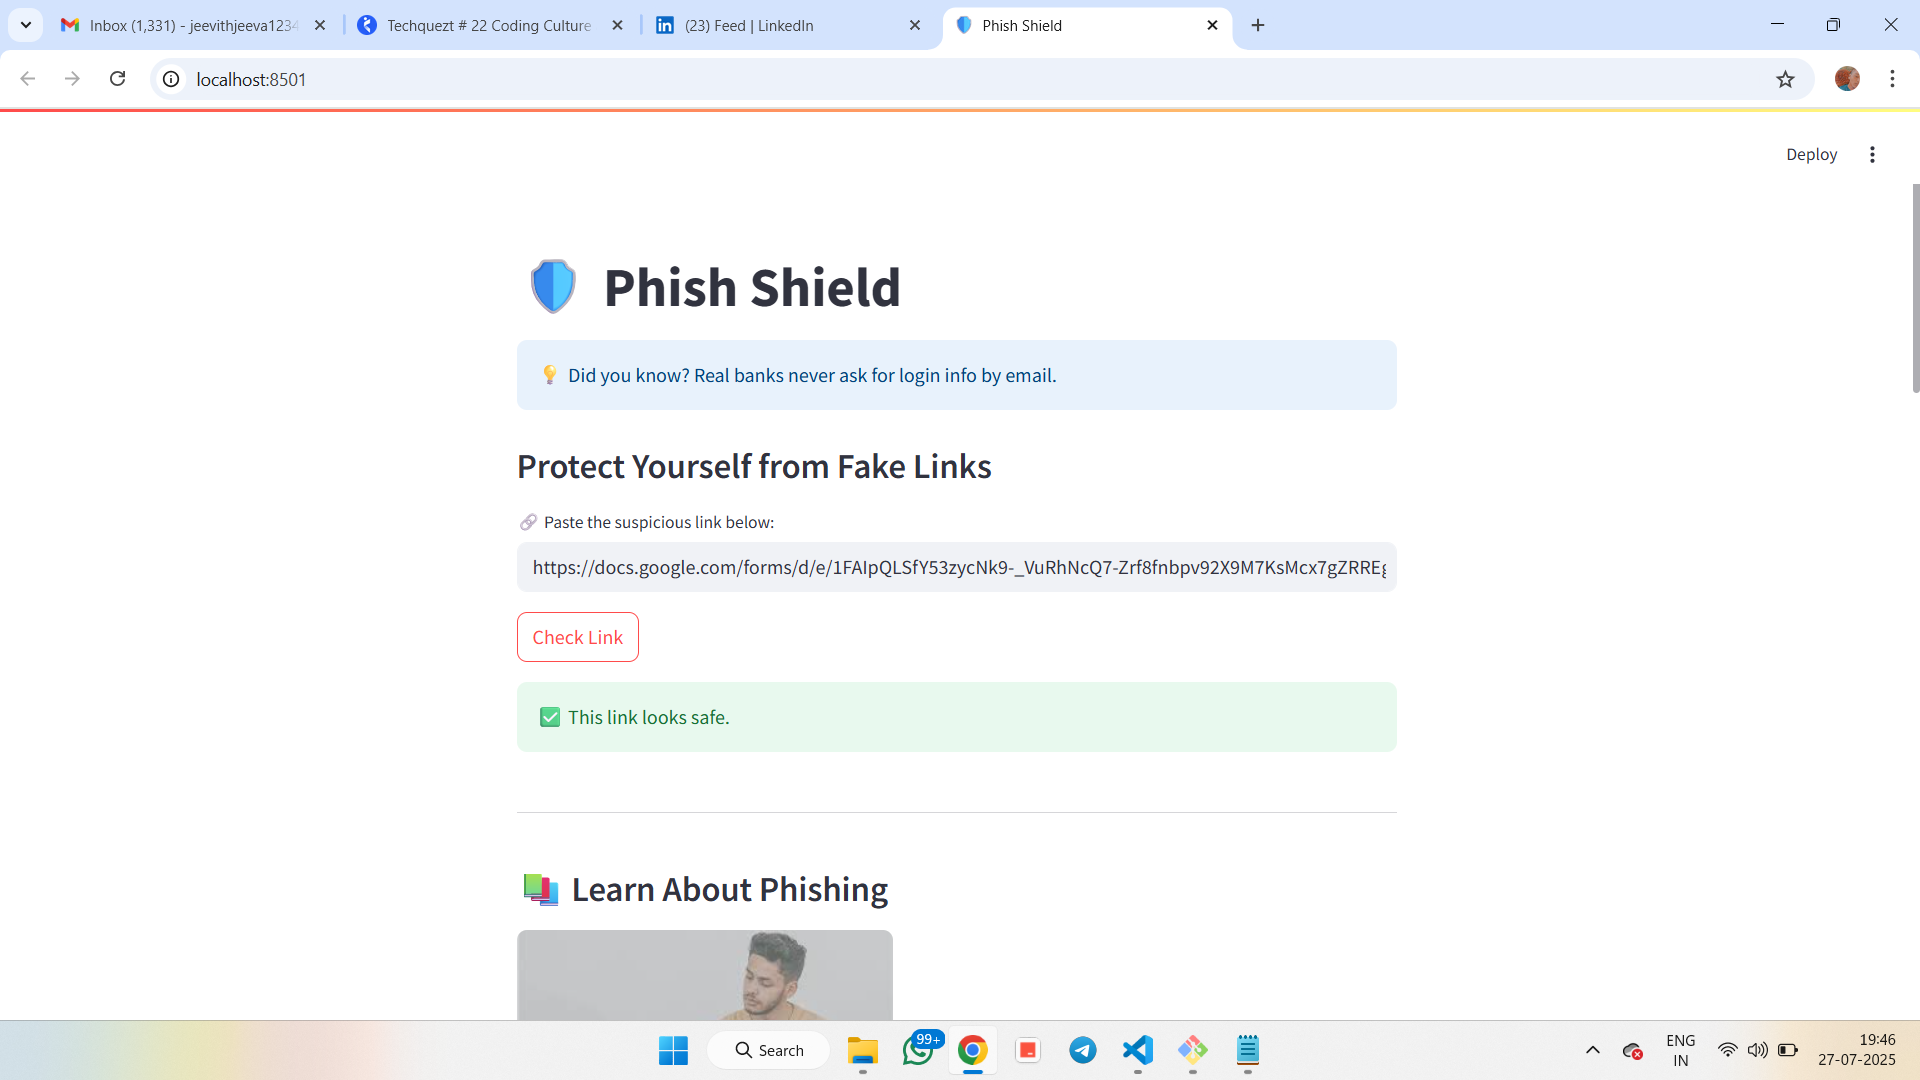 Inbox (1,331) - jeevithjeeva1234
Techquezt # 22 Coding Culture
(23) Feed | LinkedIn
Phish Shield
localhost:8501
Deploy
Phish Shield
Did you know? Real banks never ask for login info by email.
Protect Yourself from Fake Links
Paste the suspicious link below:
https://docs.google.com/forms/d/e/1FAIpQLSfY53zycNk9-_VuRhNcQ7-Zrf8fnbpv92X9M7KsMcx7gZRREg
Check Link
This link looks safe.
Learn About Phishing
Search
99+
ENG
IN
19:46
27-07-2025